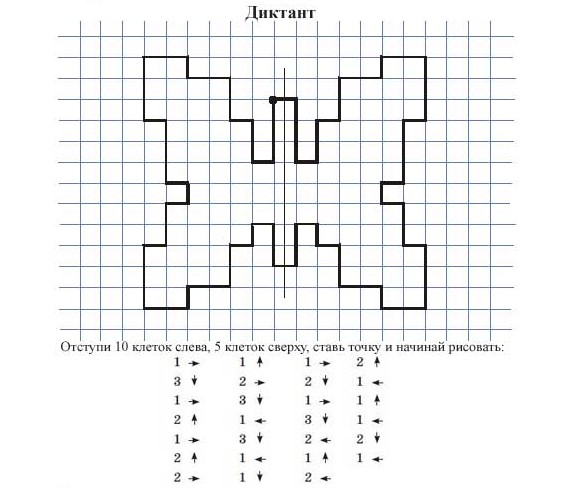 Диктант
Отступи 10 клеток слева, 5 клеток сверху, ставь точку и начинай рисовать:
1 → 1 ↑ 1 → 2 ↑
3 ↓ 2 → 2 ↓ 1 ←
1 → 3 ↓ 1 → 1 ↑
2 ↑ 1 ← 3 ↓ 1 ←
1 → 3 ↓ 2 ← 2 ↓
2 ↑ 1 ← 1 ↑ 1 ←
2 → 1 ↓ 2 ←